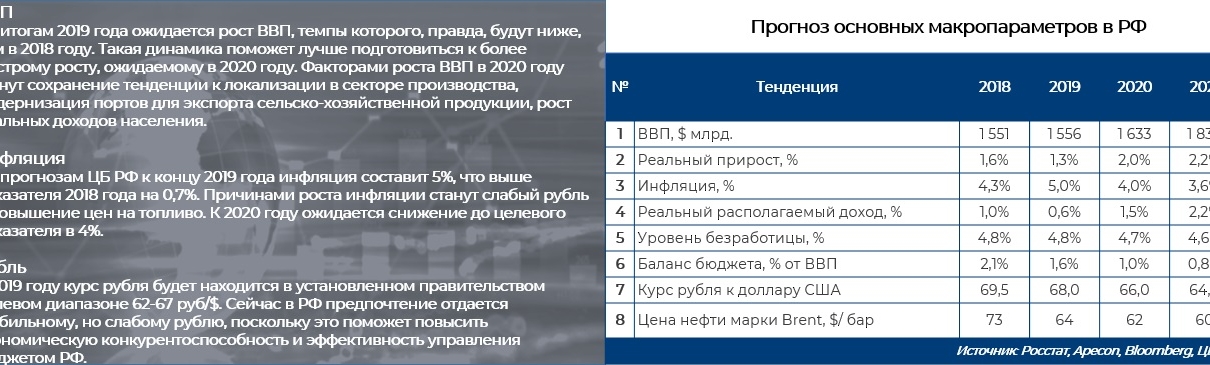 П
итогам 2019 года ожидается рост ВВП, темпы которого, правда, будут ниже,
и в 2018 году. Такая динамика поможет лучше подготовиться к более
строму росту, ожидаемому в 2020 году. Факторами роста ВВП в 2020 году
нут сохранение тенденции к локализации в секторе производства,
дернизация портов для экспорта сельско-хозяйственной продукции, рост
альных доходов населения.
фляция
прогнозам ЦБ РФ к концу 2019 года инфляция составит 5%, что выше
казателя 2018 года на 0,7%. Причинами роста инфляции станут слабый рубль
овышение цен на топливо. К 2020 году ожидается снижение до целевого
казателя в 4%.
бль
019 году курс рубля будет находится в установленном правительством
левом диапазоне 62-67 руб/$. Сейчас в РФ предпочтение отдается
бильному, но слабому рублю, поскольку это поможет повысить
ономическую конкурентоспособность и эффективность управления
джетом РФ.
Прогноз основных макропараметров в РФ
№ Тенденция 2018 2019 2020 202
1 ВВП, $ млрд. 1 551 1 556 1 633 1 83
2 Реальный прирост, % 1,6% 1,3% 2,0% 2,2
3 Инфляция, % 4,3% 5,0% 4,0% 3,6
4 Реальный располагаемый доход, % 1,0% 0,6% 1,5% 2,2
5 Уровень безработицы, % 4,8% 4,8% 4,7% 4,6
6 Баланс бюджета, % от ВВП 2,1% 1,6% 1,0% 0,8
7 Курс рубля к доллару США 69,5 68,0 66,0 64,
8 Цена нефти марки Brent, $/ бар 73 64 62 60
Источник: Росстат, Apecon, Bloomberg, Ц